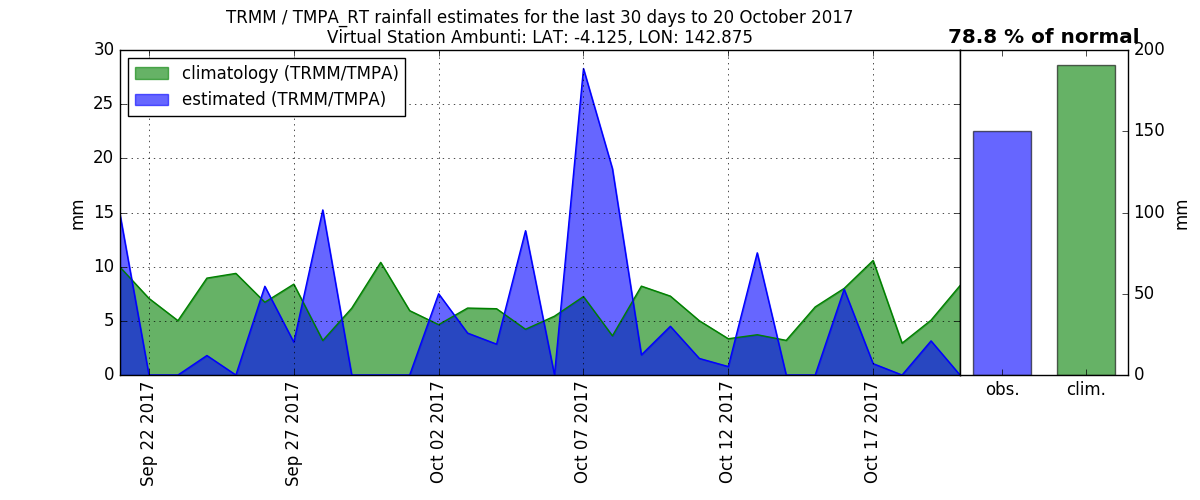 TRMM / TMPA_RT rainfall estimates for the last 30 days to 20 October 2017
Virtual Station Ambunti: LAT: -4.125, LON: 142.875
78.8 % of normal
climatology (TRMM/TMPA)
estimated (TRMM/TMPA)
30
25
20
15
10
5
0
mm
Sep 22 2017
Sep 27 2017
Oct 02 2017
Oct 07 2017
Oct 12 2017
Oct 17 2017
200
150
100
50
0
mm
obs.
clim.